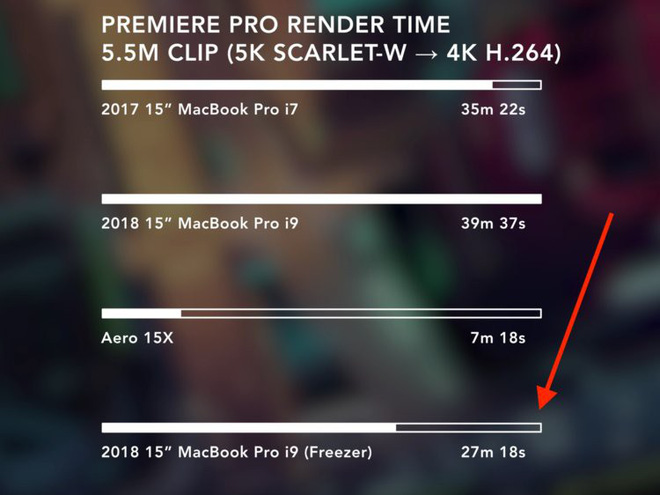 PREMIERE PRO RENDER TIME
5.5M CLIP (5K SCARLET-W → 4K H.264)
2017 15” MacBook Pro i7 35m 22s
2018 15” MacBook Pro i9 39m 37s
Aero 15X 7m 18s
2018 15” MacBook Pro i9 (Freezer) 27m 18s